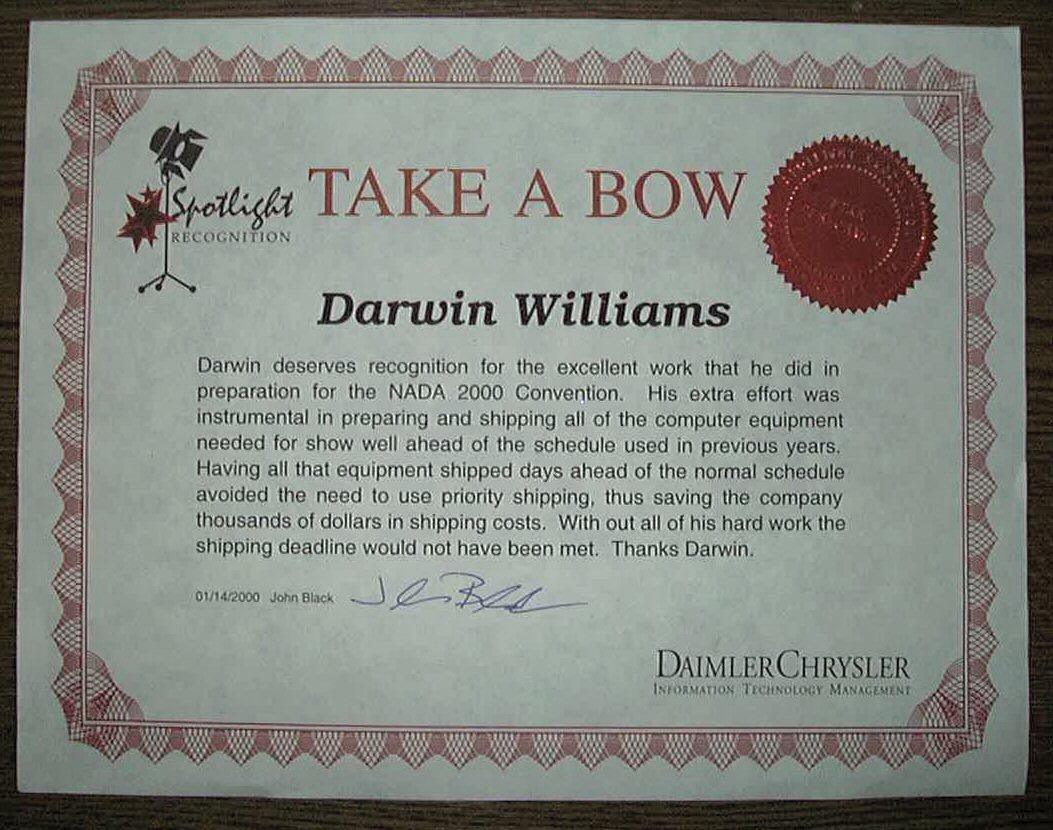 Spotlight
RECOGNITION
TAKE A BOW
Darwin Williams
Darwin deserves recognition for the excellent work that he did in
preparation for the NADA 2000 Convention. His extra effort was
instrumental in preparing and shipping all of the computer equipment
needed for show well ahead of the schedule used in previous years.
Having all that equipment shipped days ahead of the normal schedule
avoided the need to use priority shipping, thus saving the company
thousands of dollars in shipping costs. With out all of his hard work the
shipping deadline would not have been met. Thanks Darwin.
01/14/2000 John Black
DAIMLERCHRYSLER
INFORMATION TECHNOLOGY MANAGEMENT